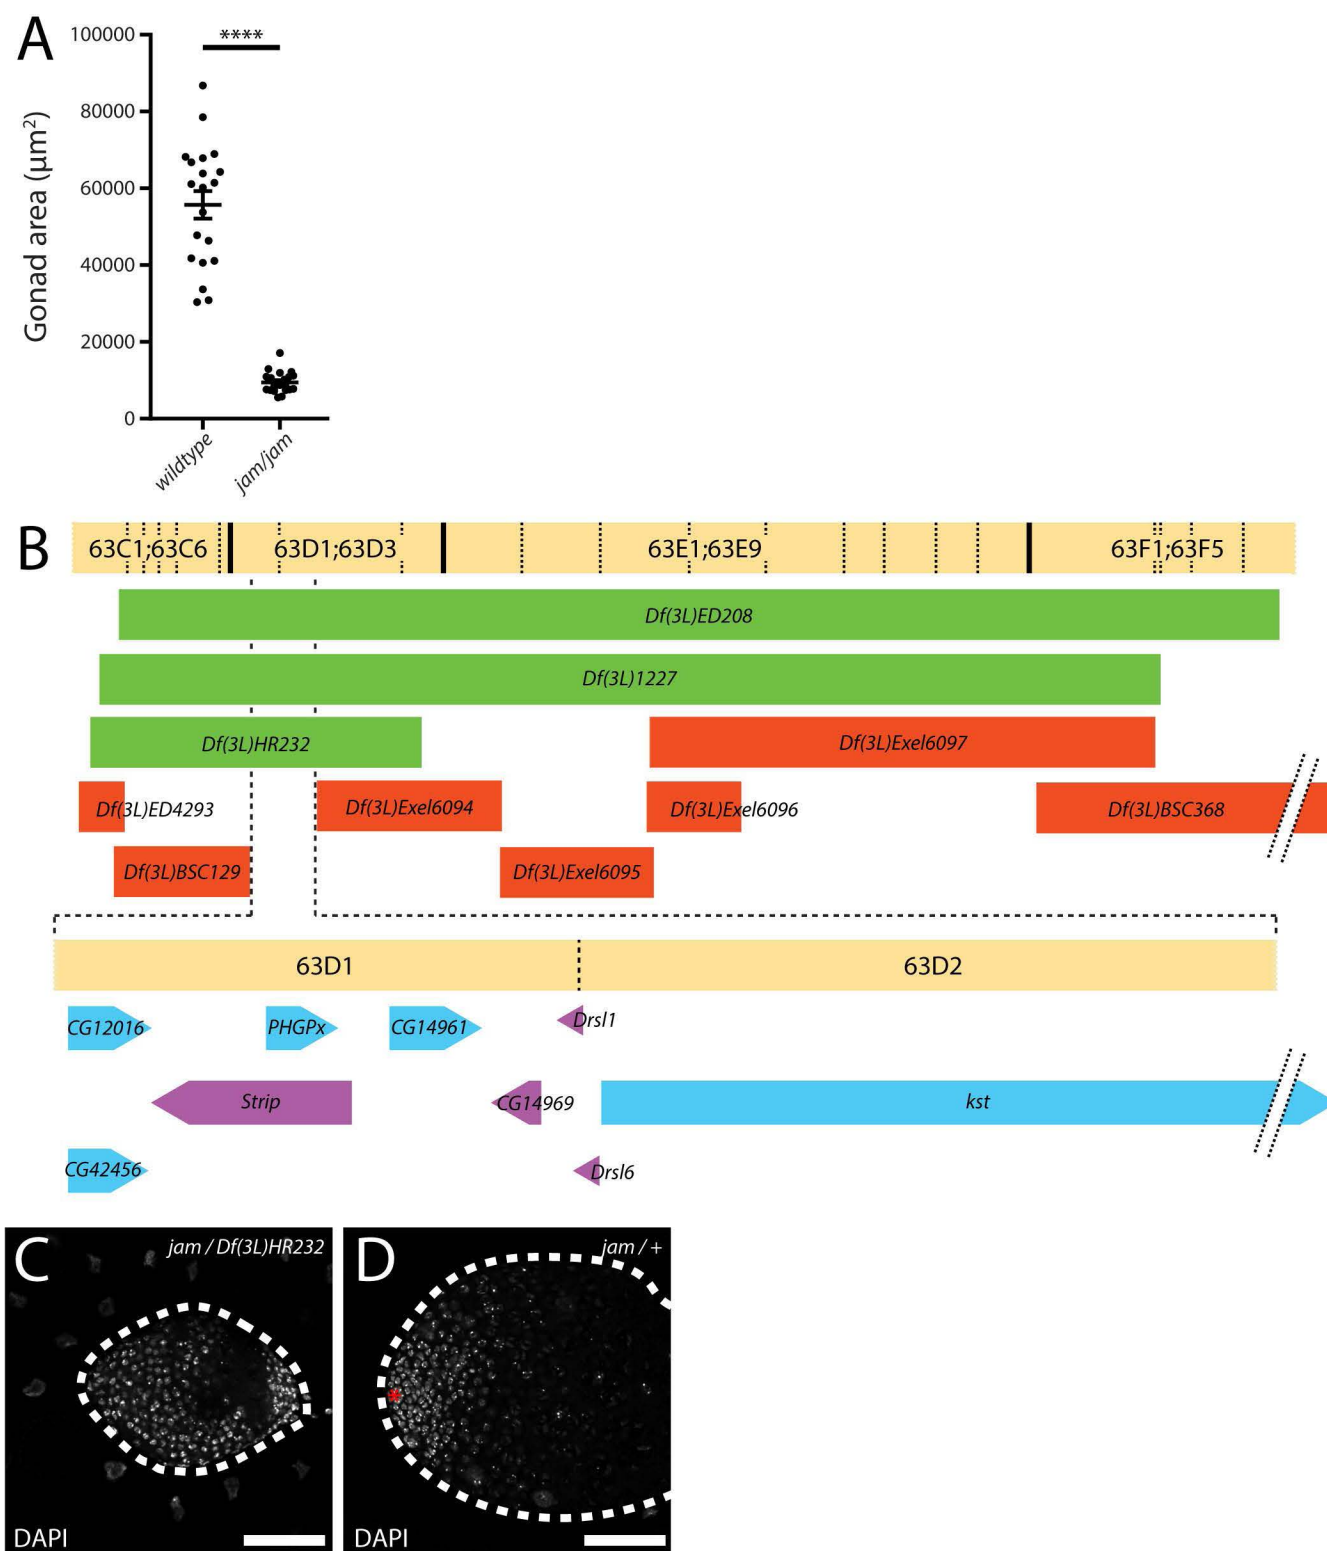 A
100000
****
80000
60000
40000
20000
0
Gonad area (µm²)
wildtype
jam/jam
B
63C1;63C6
63D1;63D3
63E1;63E9
63F1;63F5
Df(3L)ED208
Df(3L)1227
Df(3L)HR232
Df(3L)Exel6097
Df(3L)ED4293
Df(3L)Exel6094
Df(3L)Exel6096
Df(3L)BSC368
Df(3L)BSC129
Df(3L)Exel6095
63D1
63D2
CG12016
PHGPx
CG14961
Drsl1
Strip
CG14969
kst
CG42456
Drsl6
C
jam / Df(3L)HR232
DAPI
D
jam / +
*
DAPI